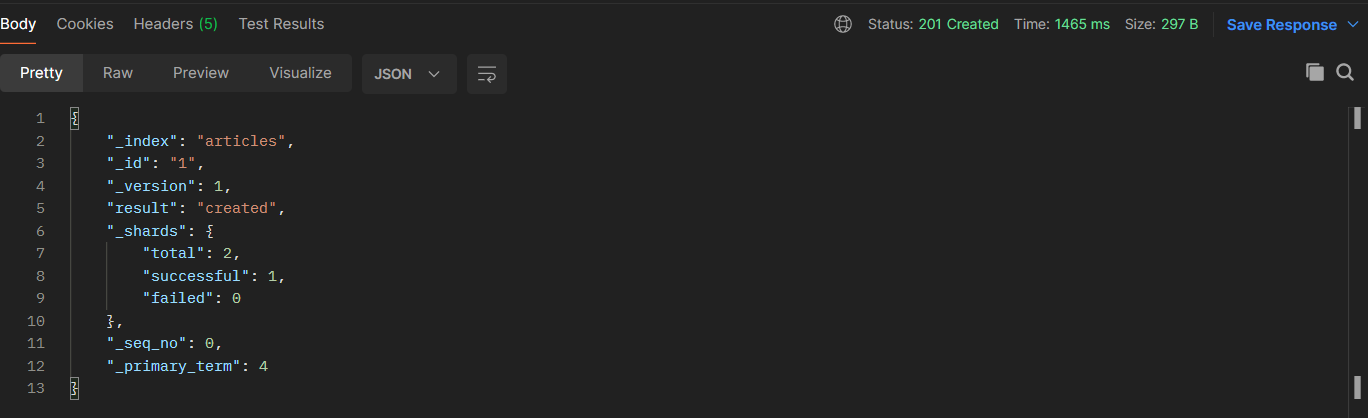 Body Cookies Headers (5) Test Results Status: 201 Created Time: 1465 ms Size: 297 B Save Response
Pretty Raw Preview Visualize JSON
1 {
2 "_index": "articles",
3 "_id": "1",
4 "_version": 1,
5 "result": "created",
6 "_shards": {
7 "total": 2,
8 "successful": 1,
9 "failed": 0
10 },
11 "_seq_no": 0,
12 "_primary_term": 4
13 }